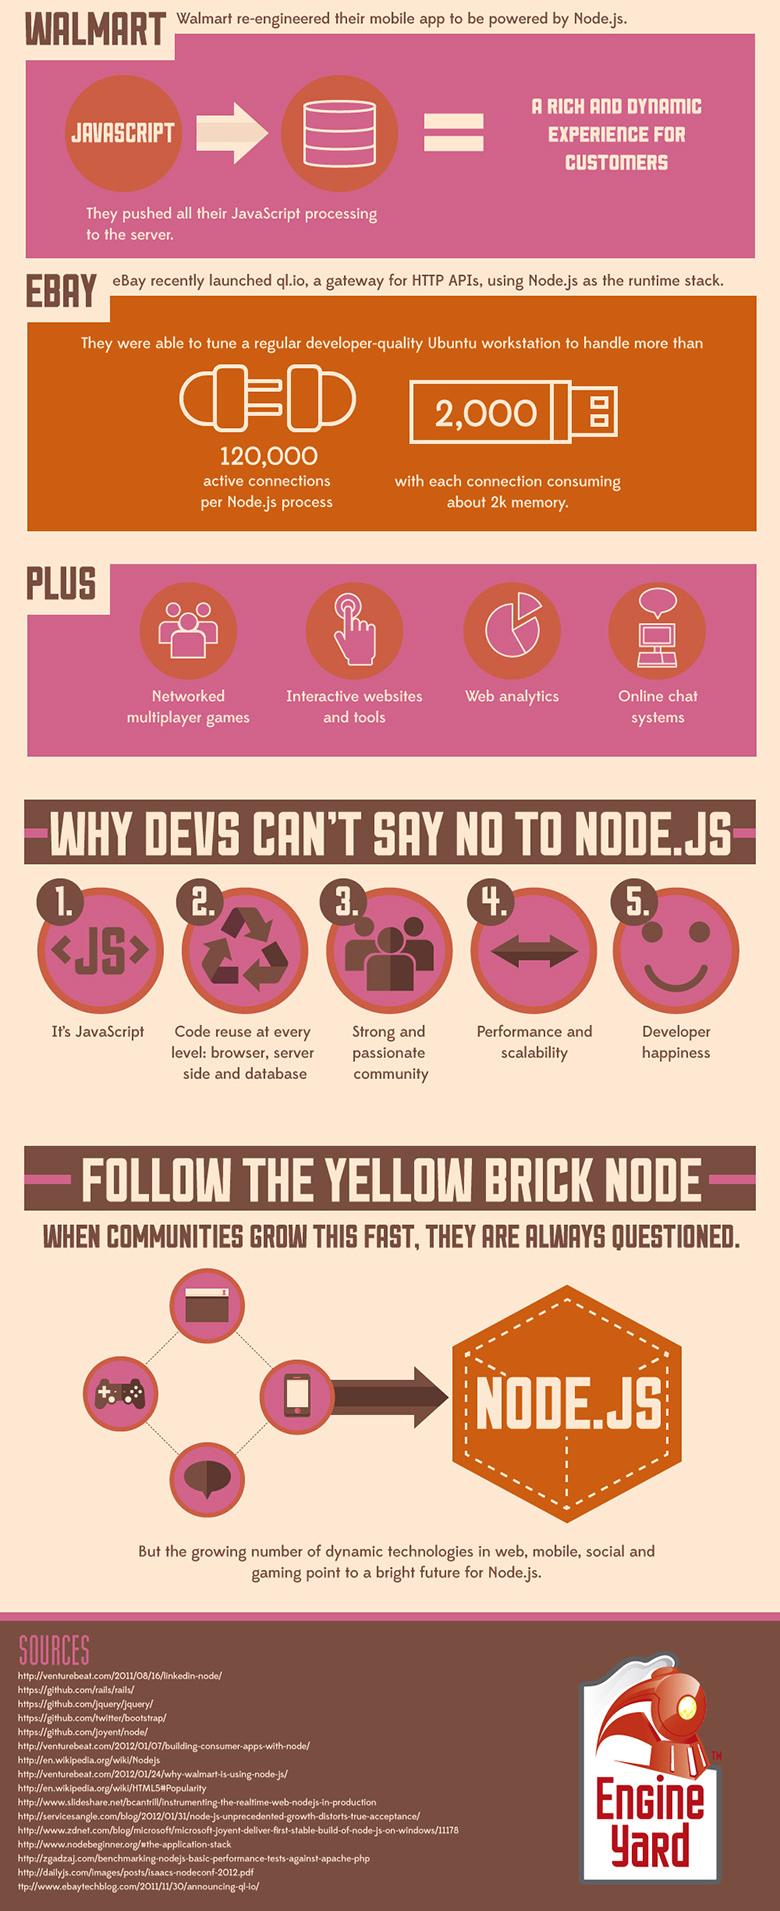 WALMART
Walmart re-engineered their mobile app to be powered by Node.js.
JAVASCRIPT
A RICH AND DYNAMIC
EXPERIENCE FOR
CUSTOMERS
They pushed all their JavaScript processing
to the server.
EBAY
eBay recently launched ql.io, a gateway for HTTP APIs, using Node.js as the runtime stack.
They were able to tune a regular developer-quality Ubuntu workstation to handle more than
120,000
active connections
per Node.js process
2,000
with each connection consuming
about 2k memory.
PLUS
Networked
multiplayer games
Interactive websites
and tools
Web analytics
Online chat
systems
WHY DEVS CAN'T SAY NO TO NODE.JS
1.
<JS>
It's JavaScript
2.
Code reuse at every
level: browser, server
side and database
3.
Strong and
passionate
community
4.
Performance and
scalability
5.
Developer
happiness
FOLLOW THE YELLOW BRICK NODE
WHEN COMMUNITIES GROW THIS FAST, THEY ARE ALWAYS QUESTIONED.
NODE.JS
But the growing number of dynamic technologies in web, mobile, social and
gaming point to a bright future for Node.js.
SOURCES
http://venturebeat.com/2011/08/16/linkedin-node/
https://github.com/rails/rails/
https://github.com/jquery/jquery/
https://github.com/twitter/bootstrap/
https://github.com/joyent/node/
http://venturebeat.com/2012/01/07/building-consumer-apps-with-node/
http://en.wikipedia.org/wiki/Nodejs
http://venturebeat.com/2012/01/24/why-walmart-is-using-node-js/
http://en.wikipedia.org/wiki/HTML5#Popularity
http://www.slideshare.net/bcantrill/instrumenting-the-realtime-web-nodejs-in-production
http://servicesangle.com/blog/2012/01/31/node-js-unprecedented-growth-distorts-true-acceptance/
http://www.zdnet.com/blog/microsoft/microsoft-joyent-deliver-first-stable-build-of-node-js-on-windows/11178
http://www.nodebeginner.org/#the-application-stack
http://zgadzaj.com/benchmarking-nodejs-basic-performance-tests-against-apache-php
http://dailyjs.com/images/posts/isaacs-nodeconf-2012.pdf
ttp://www.ebaytechblog.com/2011/11/30/announcing-ql-io/
TM
Engine
Yard